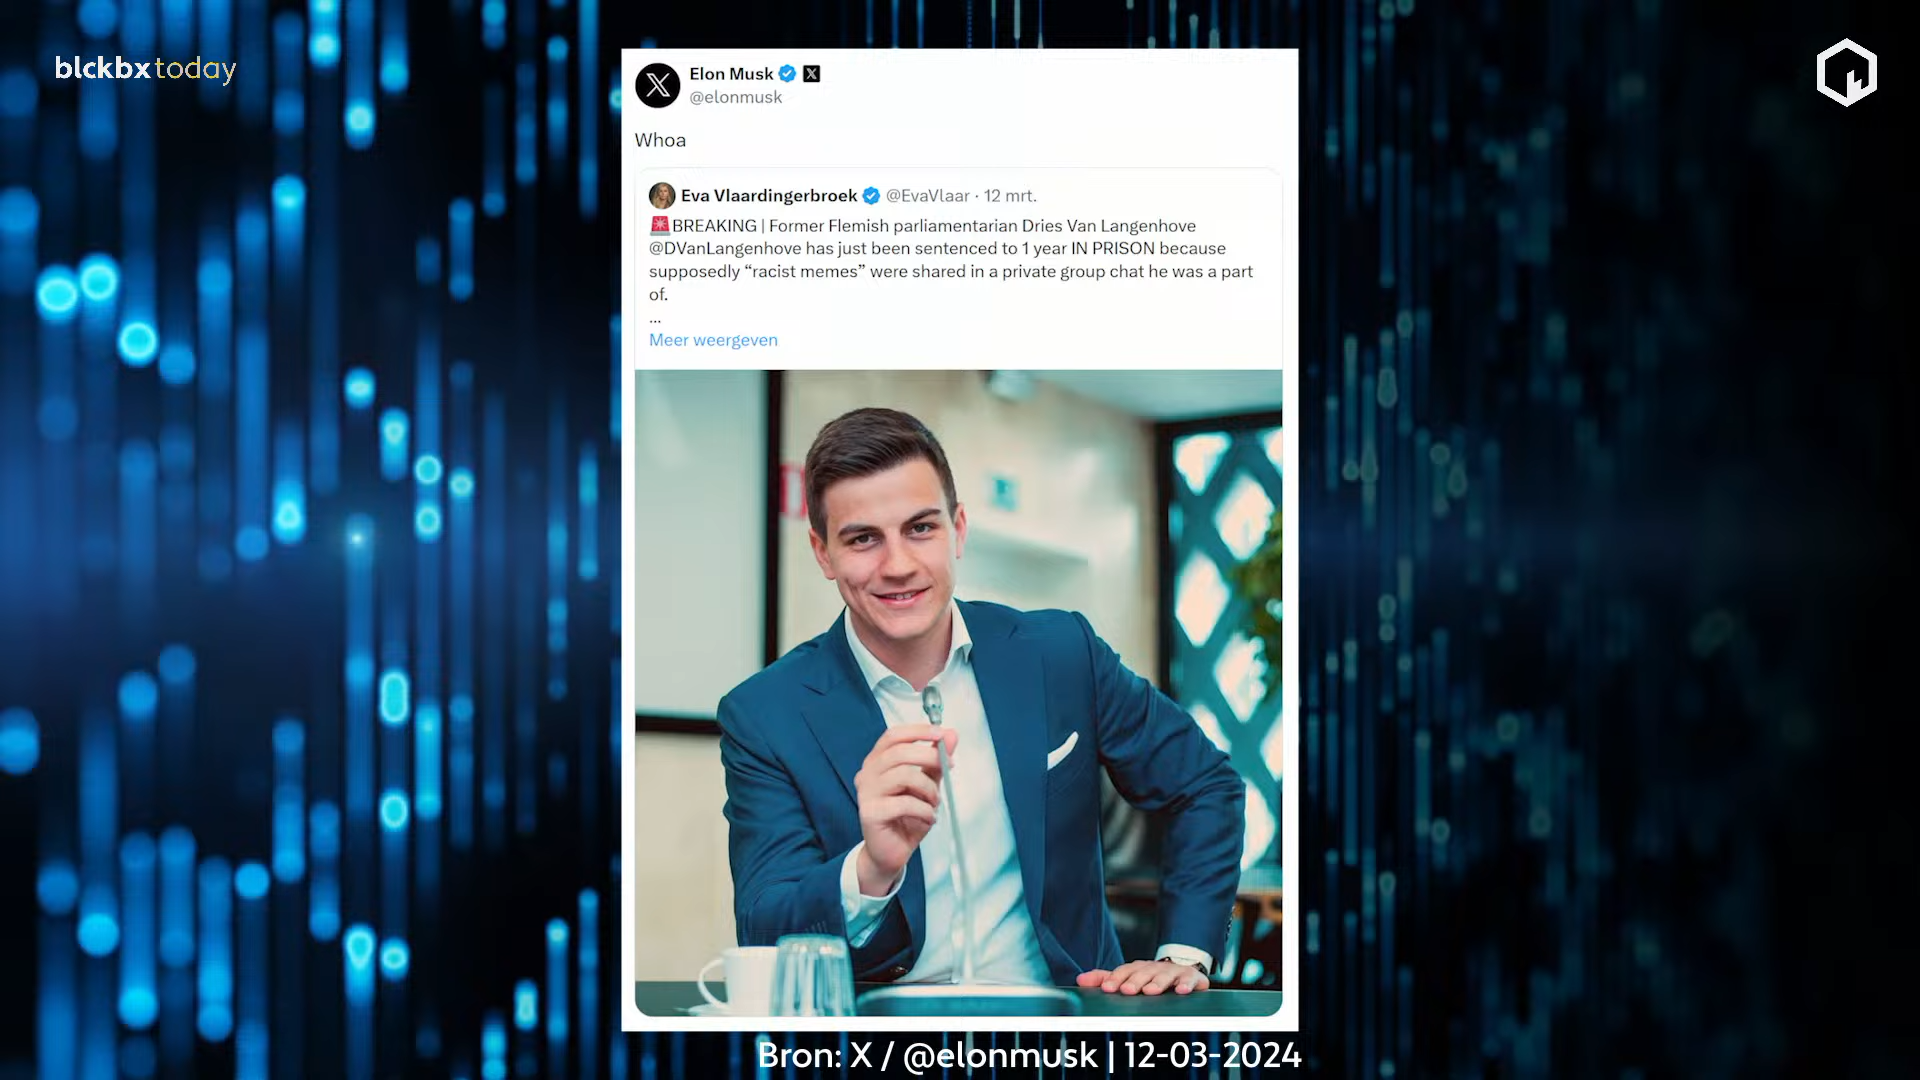 blckbxtoday
Elon Musk
@elonmusk
Whoa
Eva Vlaardingerbroek @EvaVlaar · 12 mrt.
🚨BREAKING | Former Flemish parliamentarian Dries Van Langenhove
@DVanLangenhove has just been sentenced to 1 year IN PRISON because
supposedly “racist memes” were shared in a private group chat he was a part
of.
...
Meer weergeven
Bron: X / @elonmusk | 12-03-2024